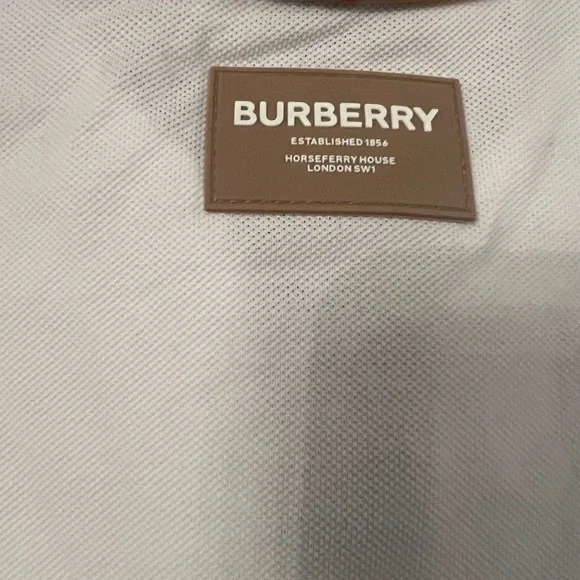 BURBERRY
ESTABLISHED 1856
HORSEFERRY HOUSE
LONDON SW1